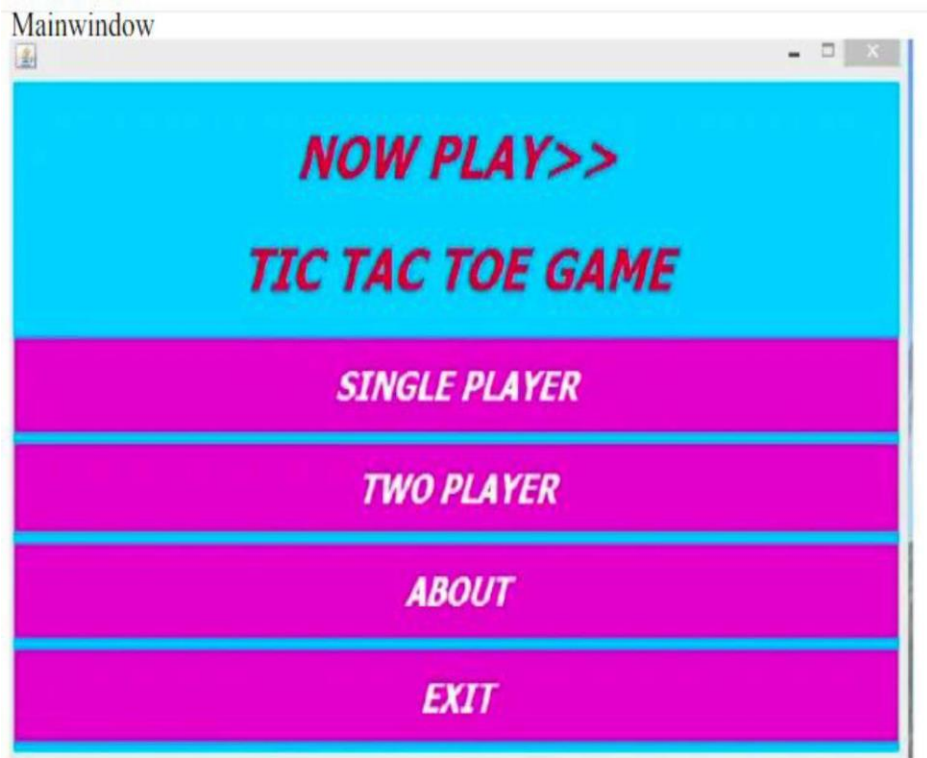 Mainwindow
NOW PLAY>>
TIC TAC TOE GAME
SINGLE PLAYER
TWO PLAYER
ABOUT
EXIT